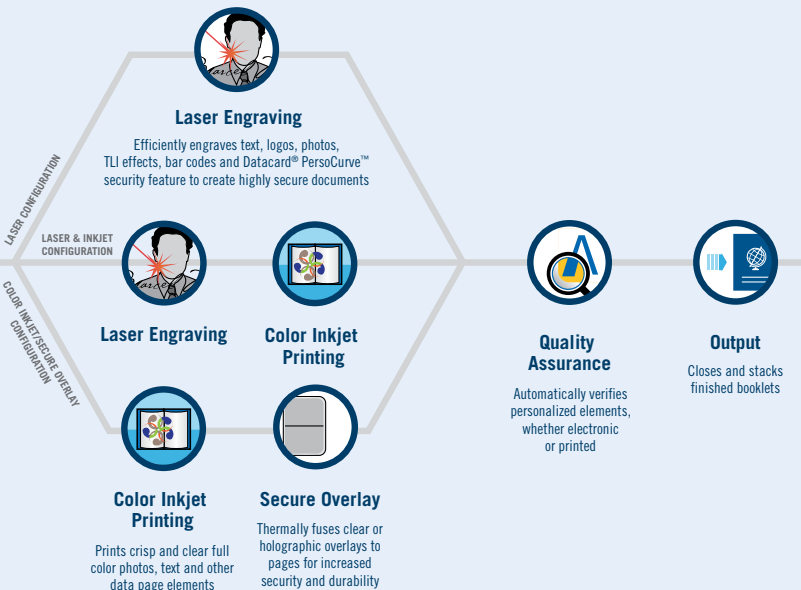 Laser Engraving
Efficiently engraves text, logos, photos,
TLI effects, bar codes and Datacard® PersoCurve™
security feature to create highly secure documents
LASER CONFIGURATION
LASER & INKJET
CONFIGURATION
Laser Engraving
Color Inkjet
Printing
COLOR INKJET/SECURE OVERLAY
CONFIGURATION
Color Inkjet
Printing
Prints crisp and clear full
color photos, text and other
data page elements
Secure Overlay
Thermally fuses clear or
holographic overlays to
pages for increased
security and durability
Quality
Assurance
Automatically verifies
personalized elements,
whether electronic
or printed
Output
Closes and stacks
finished booklets